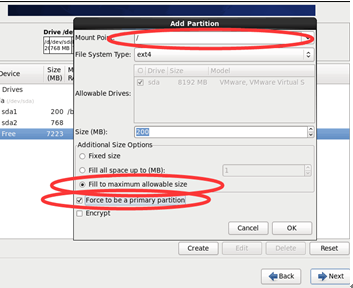 Add Partition
Drive /de
/dev/sda
20768 MB
Mount Point: /
File System Type: ext4
Drive Size Model
sda 8192 MB VMware, VMware Virtual S
Allowable Drives:
Size (MB): 200
Additional Size Options
Fixed size
Fill all space up to (MB): 1
Fill to maximum allowable size
Force to be a primary partition
Encrypt
Cancel OK
Device Size (MB)
Drives
(/dev/sda)
sda1 200 /b
sda2 768
Free 7223
Create Edit Delete Reset
Back Next